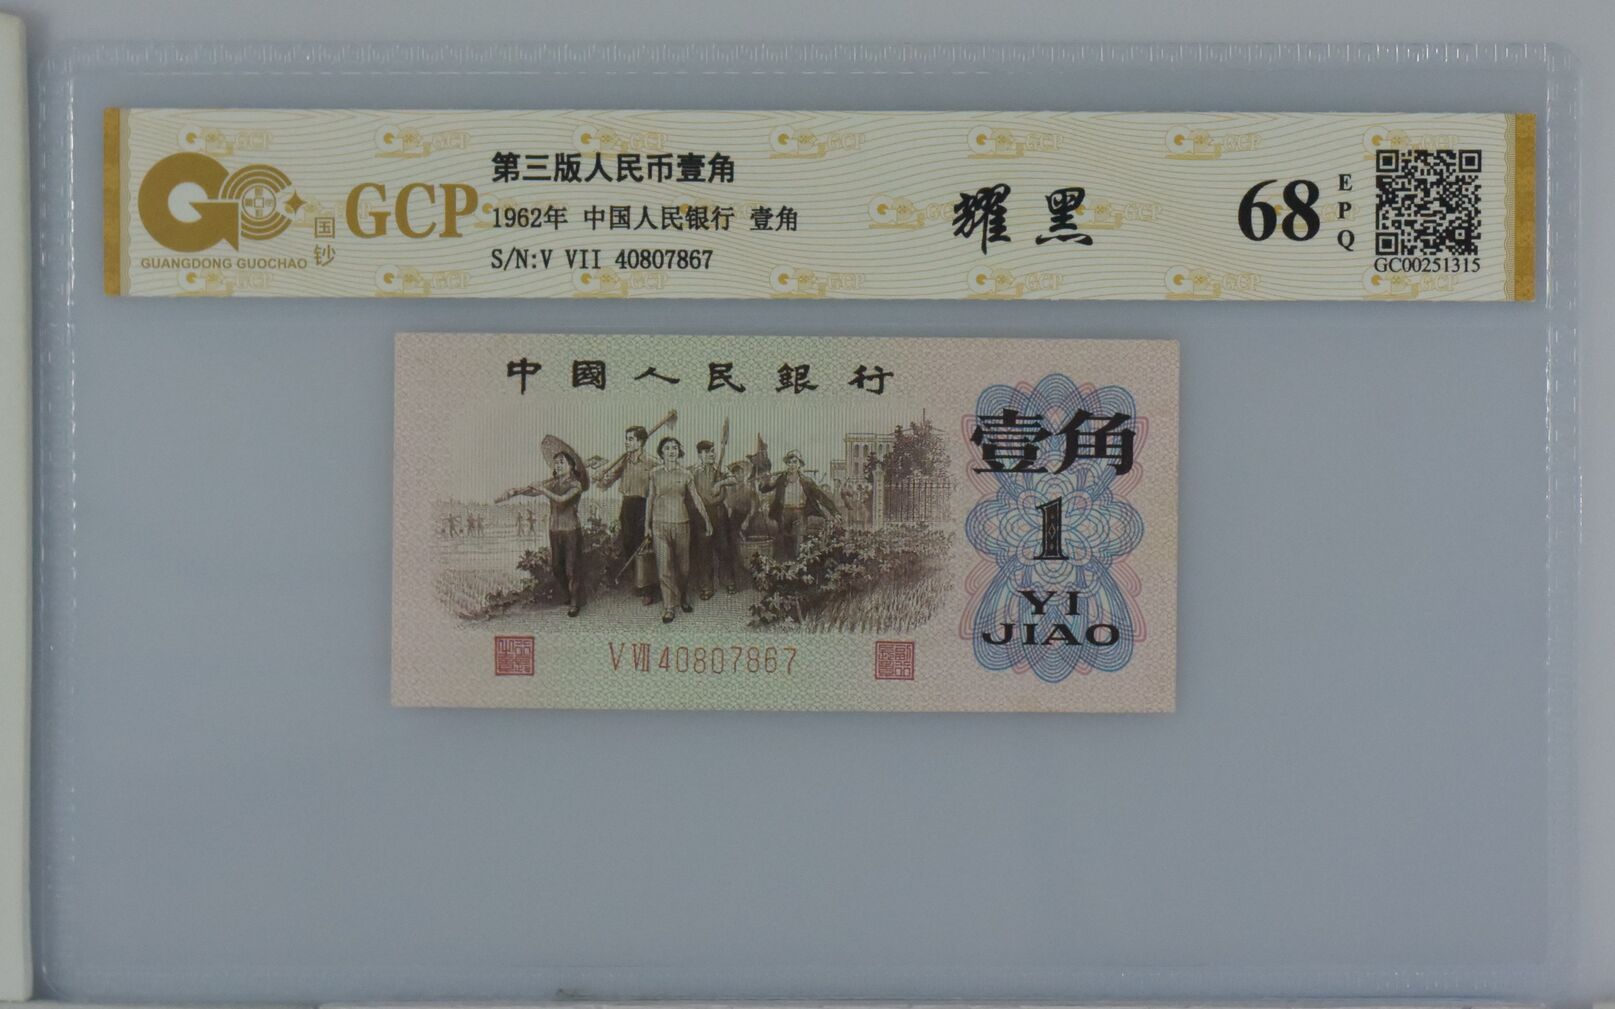 GCP
国钞
GUANGDONG GUOCHAO
第三版人民币壹角
1962年 中国人民银行 壹角
S/N:V VII 40807867
耀黑
68
EPQ
GC00251315
中國人民銀行
壹角
1
YI
JIAO
V VII 40807867